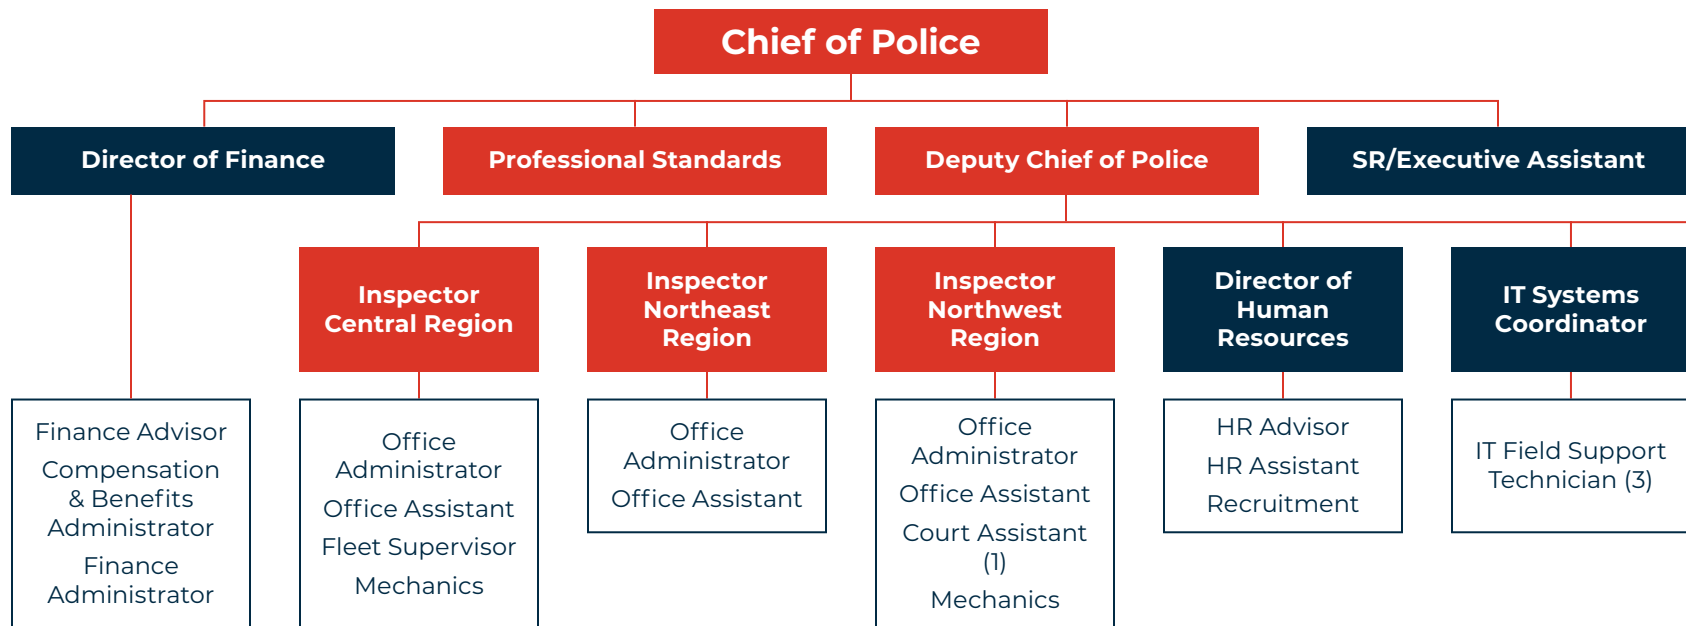 Chief of Police
Director of Finance
Professional Standards
Deputy Chief of Police
SR/Executive Assistant
Inspector
Central Region
Inspector
Northeast
Region
Inspector
Northwest
Region
Director of
Human
Resources
IT Systems
Coordinator
Finance Advisor
Compensation
& Benefits
Administrator
Finance
Administrator
Office
Administrator
Office Assistant
Fleet Supervisor
Mechanics
Office
Administrator
Office Assistant
Office
Administrator
Office Assistant
Court Assistant
(1)
Mechanics
HR Advisor
HR Assistant
Recruitment
IT Field Support
Technician (3)